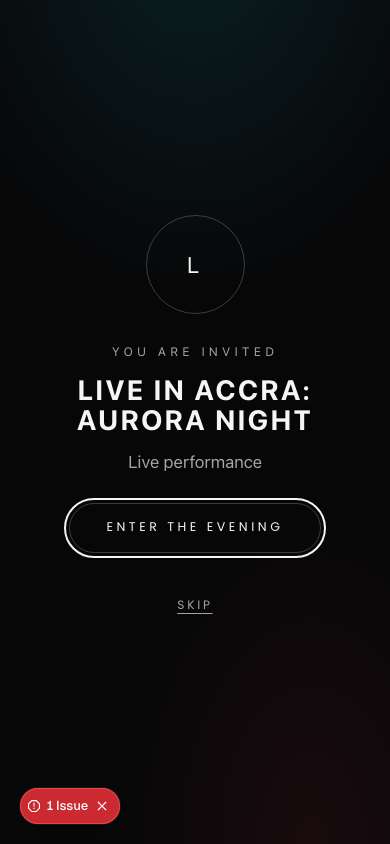 L
YOU ARE INVITED
LIVE IN ACCRA:
AURORA NIGHT
Live performance
ENTER THE EVENING
SKIP
1 Issue